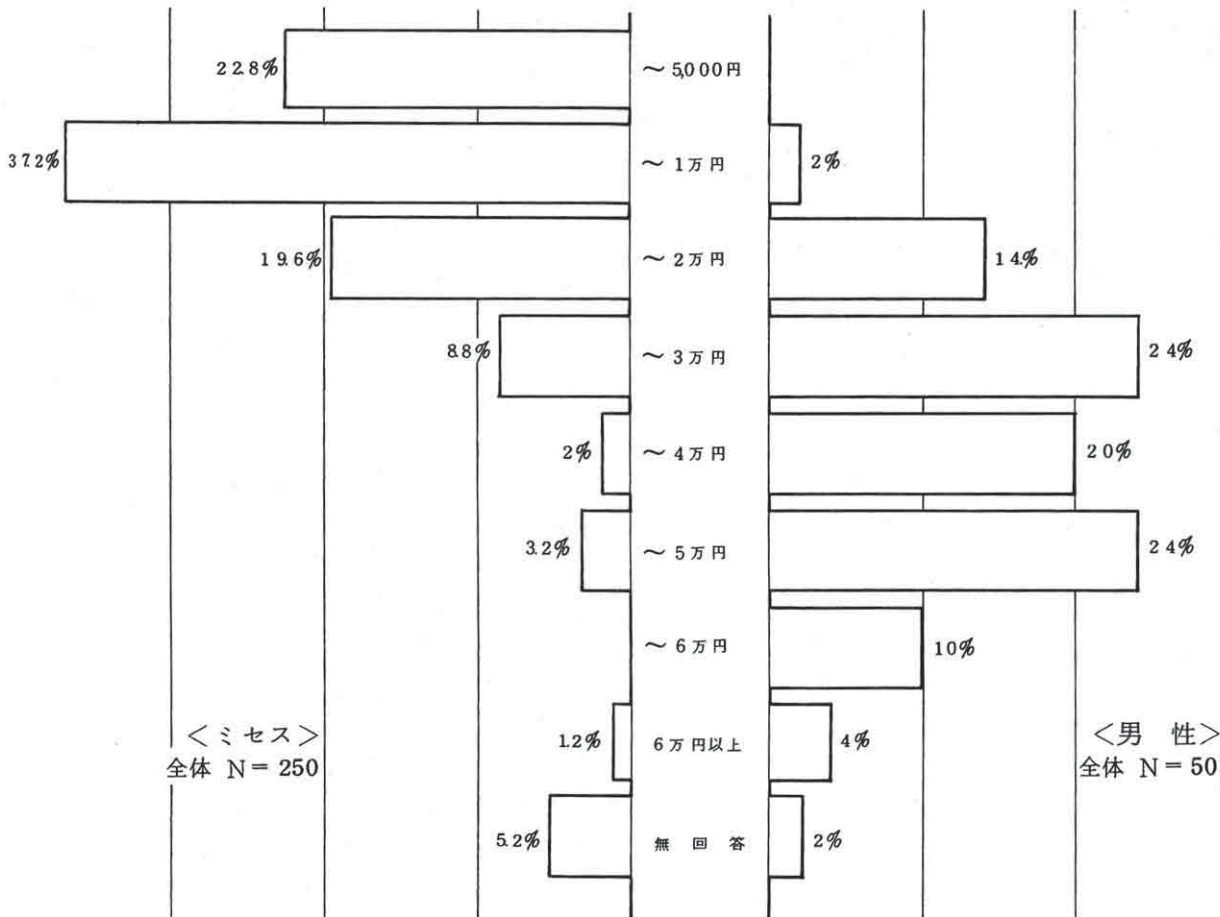 22.8% ～5,000円
37.2% ～1万円 2%
19.6% ～2万円 14%
8.8% ～3万円 24%
2% ～4万円 20%
3.2% ～5万円 24%
～6万円 10%
1.2% 6万円以上 4%
<ミセス> <男 性>
全体 N=250 全体 N=50
5.2% 無 回 答 2%